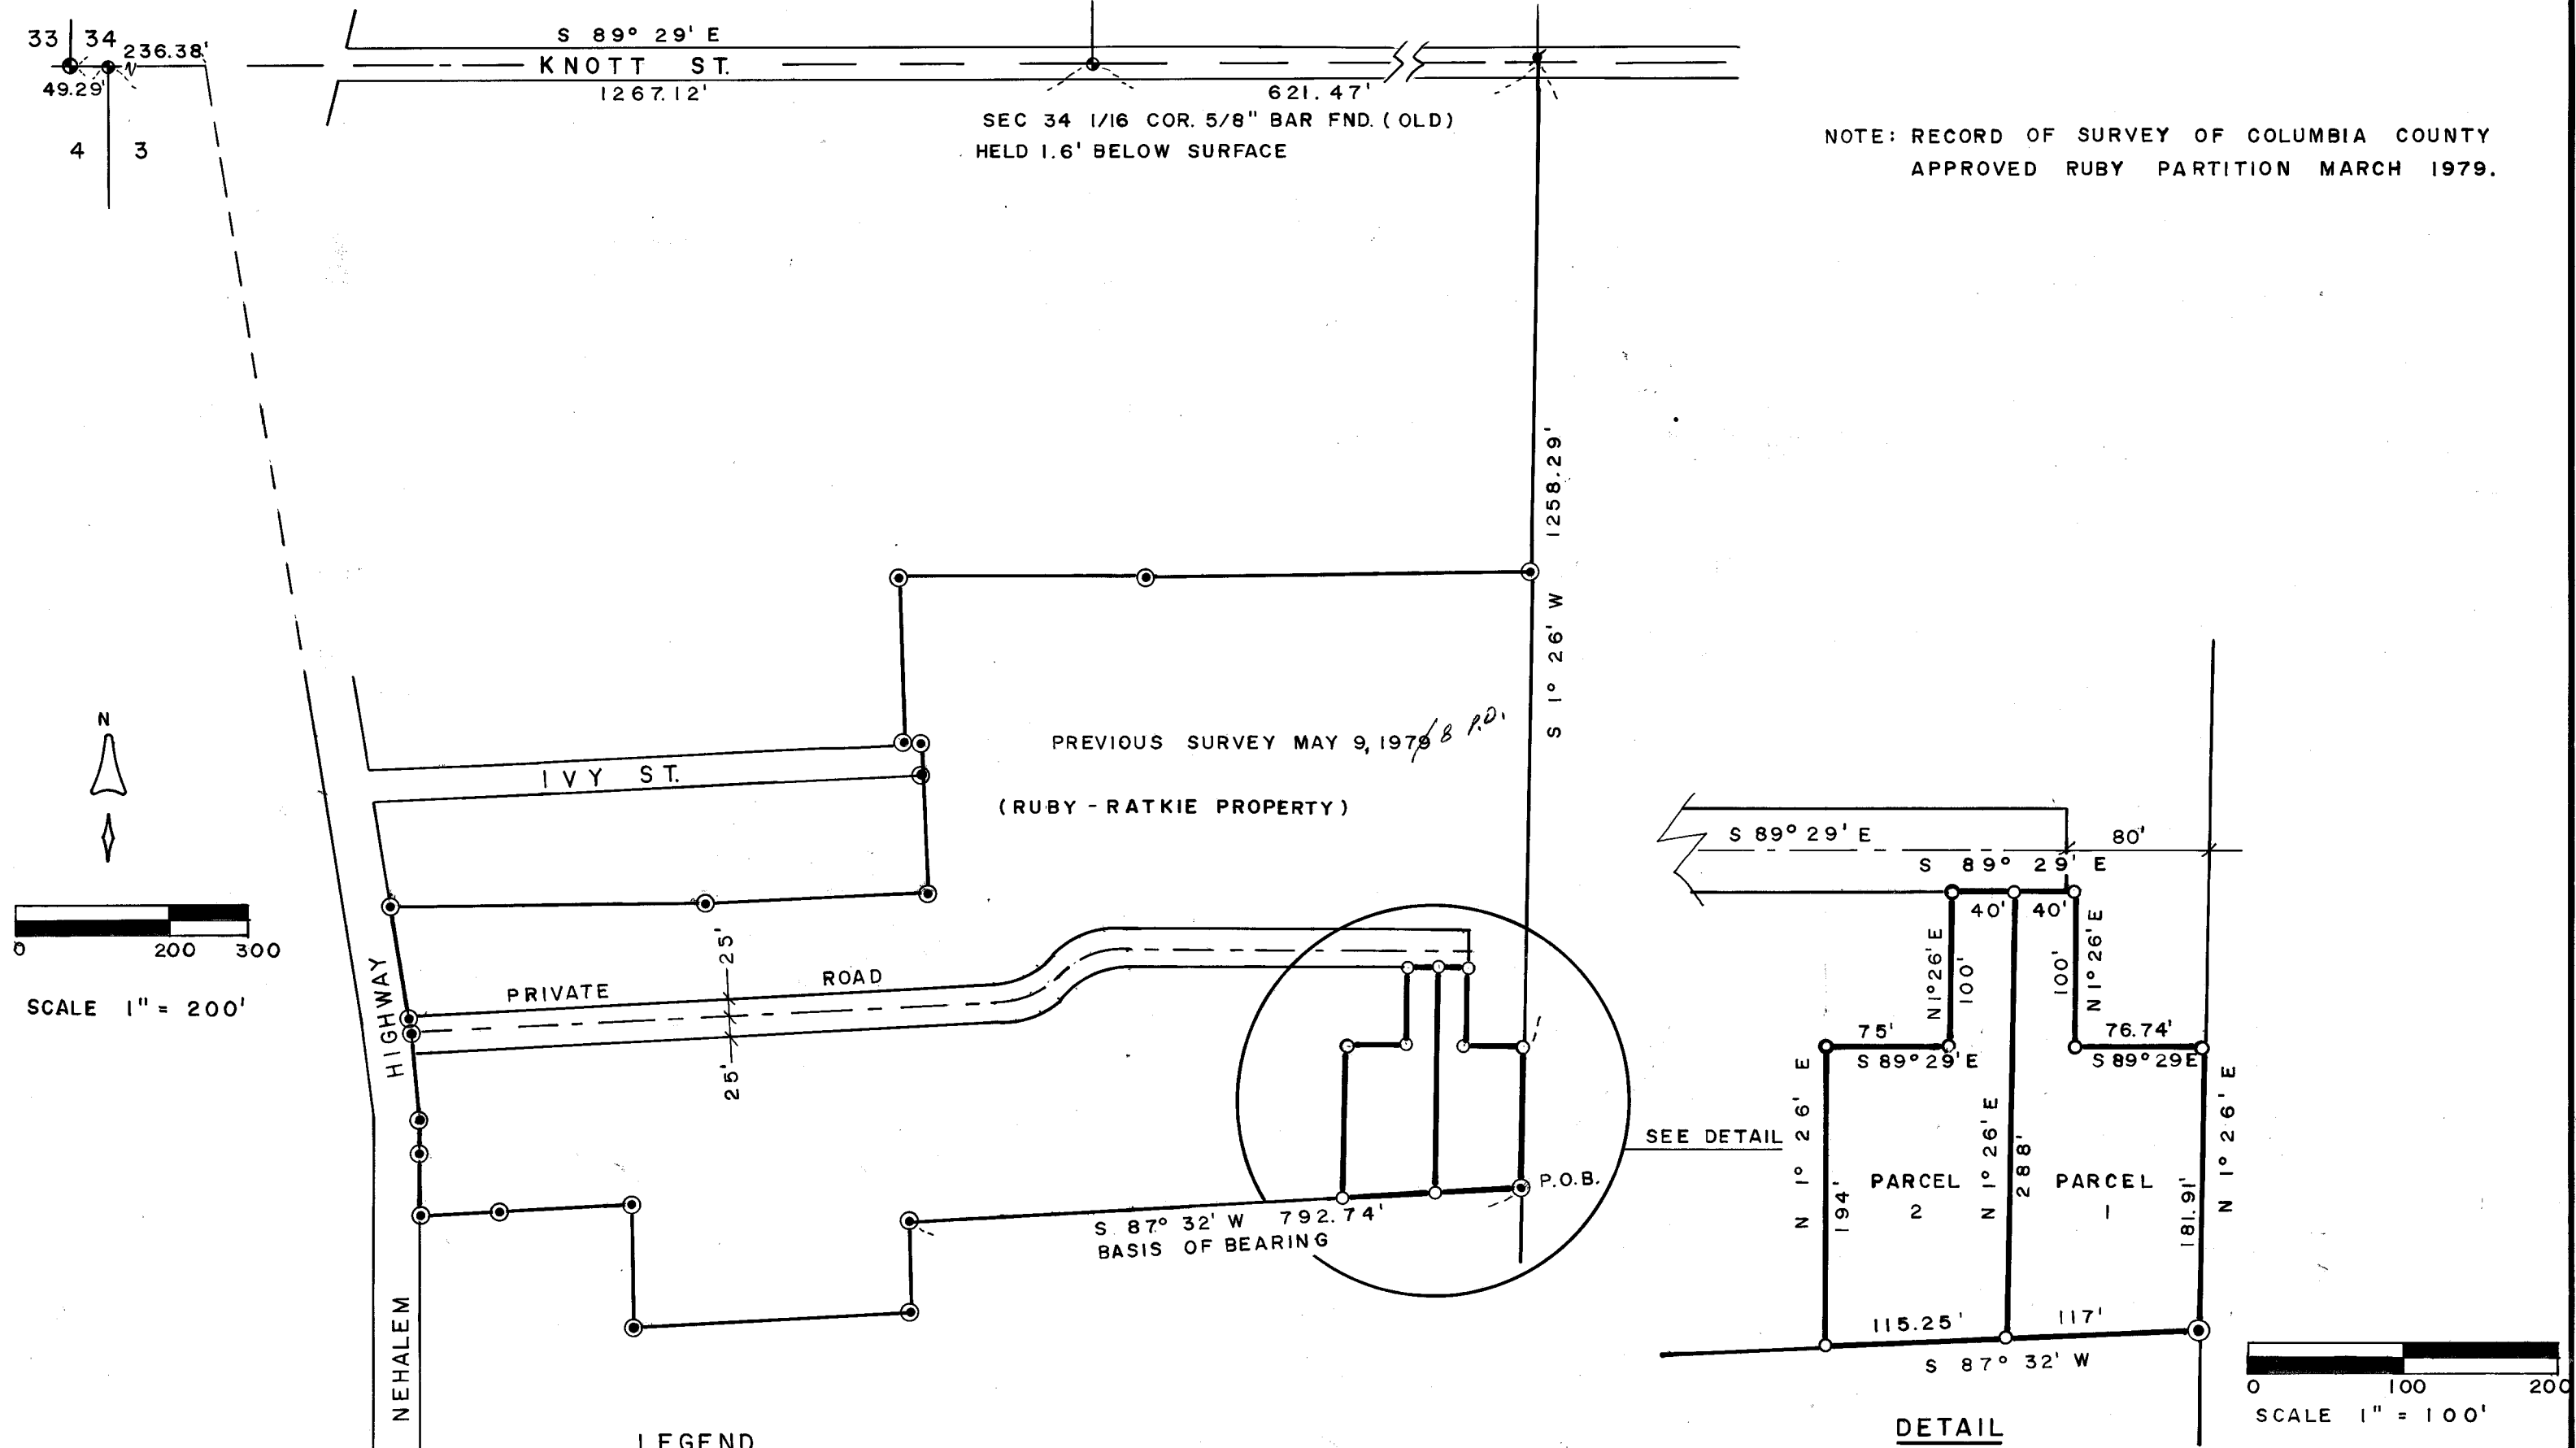 33 34
236.38'
49.29'
4 3
S 89° 29' E
KNOTT ST.
1267.12'
621.47'
SEC 34 1/16 COR. 5/8" BAR FND. (OLD)
HELD 1.6' BELOW SURFACE
NOTE: RECORD OF SURVEY OF COLUMBIA COUNTY
APPROVED RUBY PARTITION MARCH 1979.
1258.29'
S 1° 26' W
N
0 200 300
SCALE 1" = 200'
IVY ST.
PREVIOUS SURVEY MAY 9, 1979 8 P.D.
(RUBY - RATKIE PROPERTY)
HIGHWAY
NEHALEM
PRIVATE ROAD
25'
25'
SEE DETAIL
P.O.B.
S 87° 32' W 792.74'
BASIS OF BEARING
LEGEND
S 89° 29' E
80'
S 89° 29' E
40' 40'
N 1° 26' E
100'
100'
N 1° 26' E
75'
S 89° 29' E
76.74'
S 89° 29 E
N 1° 26' E
194'
PARCEL
2
N 1° 26' E
288'
PARCEL
1
181.91'
N 1° 26' E
115.25'
117'
S 87° 32' W
DETAIL
0 100 200
SCALE 1" = 100'